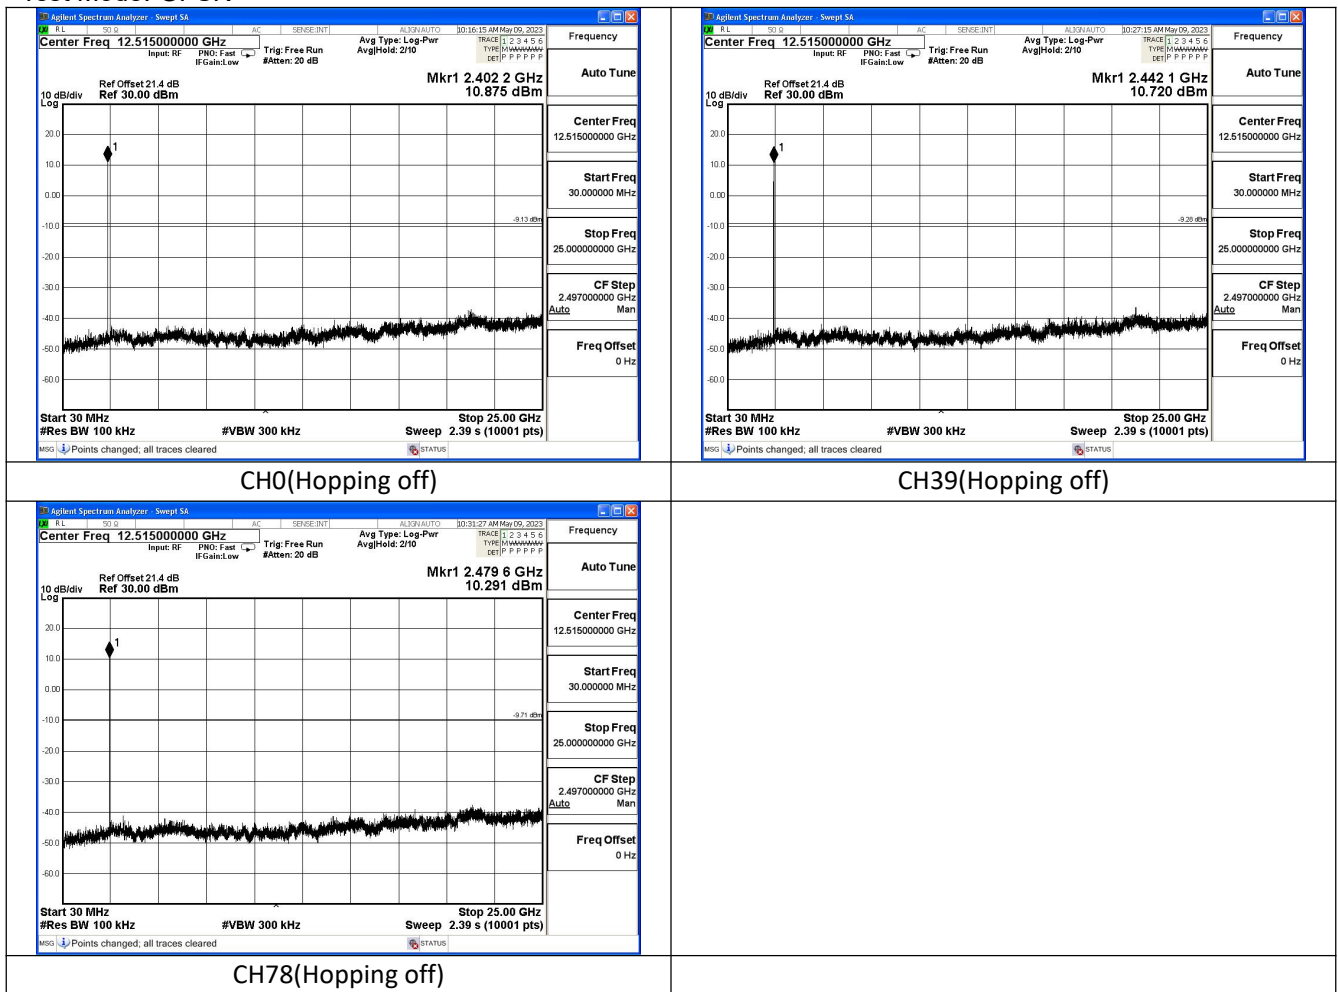 Agilent Spectrum Analyzer - Swept SA
RL 50 Ω AC SENSE:INT ALIGNAUTO 10:16:15 AM May 09, 2023
Center Freq 12.515000000 GHz
Input: RF PNO: Fast Trig: Free Run
IFGain:Low #Atten: 20 dB
Avg Type: Log-Pwr
Avg|Hold: 2/10
TRACE 1 2 3 4 5 6
TYPE MWWWWW
DET P P P P P P
Mkr1 2.402 2 GHz
10.875 dBm
Ref Offset 21.4 dB
10 dB/div Ref 30.00 dBm
Log
20.0
10.0
0.00
-10.0
-20.0
-30.0
-40.0
-50.0
-60.0
1
-9.13 dBm
Start 30 MHz Stop 25.00 GHz
#Res BW 100 kHz #VBW 300 kHz Sweep 2.39 s (10001 pts)
MSG Points changed; all traces cleared STATUS
Frequency
Auto Tune
Center Freq
12.515000000 GHz
Start Freq
30.000000 MHz
Stop Freq
25.000000000 GHz
CF Step
2.497000000 GHz
Auto Man
Freq Offset
0 Hz
CH0(Hopping off)
Agilent Spectrum Analyzer - Swept SA
RL 50 Ω AC SENSE:INT ALIGNAUTO 10:27:15 AM May 09, 2023
Center Freq 12.515000000 GHz
Input: RF PNO: Fast Trig: Free Run
IFGain:Low #Atten: 20 dB
Avg Type: Log-Pwr
Avg|Hold: 2/10
TRACE 1 2 3 4 5 6
TYPE MWWWWW
DET P P P P P P
Mkr1 2.442 1 GHz
10.720 dBm
Ref Offset 21.4 dB
10 dB/div Ref 30.00 dBm
Log
20.0
10.0
0.00
-10.0
-20.0
-30.0
-40.0
-50.0
-60.0
1
-9.28 dBm
Start 30 MHz Stop 25.00 GHz
#Res BW 100 kHz #VBW 300 kHz Sweep 2.39 s (10001 pts)
MSG Points changed; all traces cleared STATUS
Frequency
Auto Tune
Center Freq
12.515000000 GHz
Start Freq
30.000000 MHz
Stop Freq
25.000000000 GHz
CF Step
2.497000000 GHz
Auto Man
Freq Offset
0 Hz
CH39(Hopping off)
Agilent Spectrum Analyzer - Swept SA
RL 50 Ω AC SENSE:INT ALIGNAUTO 10:31:27 AM May 09, 2023
Center Freq 12.515000000 GHz
Input: RF PNO: Fast Trig: Free Run
IFGain:Low #Atten: 20 dB
Avg Type: Log-Pwr
Avg|Hold: 2/10
TRACE 1 2 3 4 5 6
TYPE MWWWWW
DET P P P P P P
Mkr1 2.479 6 GHz
10.291 dBm
Ref Offset 21.4 dB
10 dB/div Ref 30.00 dBm
Log
20.0
10.0
0.00
-10.0
-20.0
-30.0
-40.0
-50.0
-60.0
1
-9.71 dBm
Start 30 MHz Stop 25.00 GHz
#Res BW 100 kHz #VBW 300 kHz Sweep 2.39 s (10001 pts)
MSG Points changed; all traces cleared STATUS
Frequency
Auto Tune
Center Freq
12.515000000 GHz
Start Freq
30.000000 MHz
Stop Freq
25.000000000 GHz
CF Step
2.497000000 GHz
Auto Man
Freq Offset
0 Hz
CH78(Hopping off)